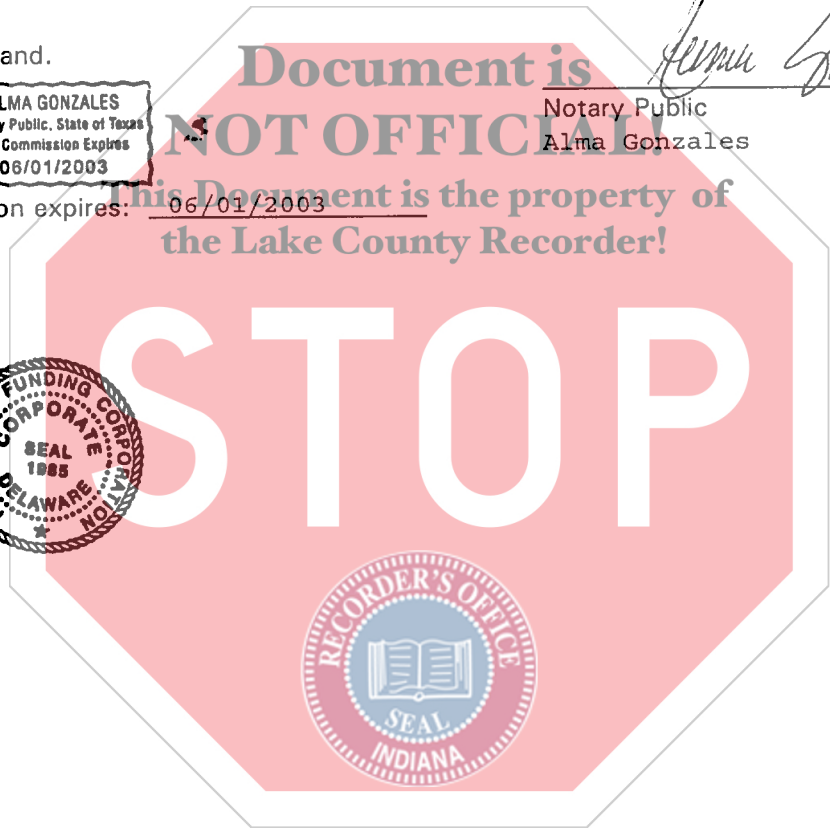 and.
Document is
NOT OFFICIAL!
This Document is the property of
the Lake County Recorder!
LMA GONZALES
y Public, State of Texas
Commission Expires
06/01/2003
Notary Public
Alma Gonzales
on expires: 06/01/2003
STOP
FUNDING CORPORATION
CORPORATE
SEAL
1985
DELAWARE
RECORDER'S OFFICE
SEAL
INDIANA